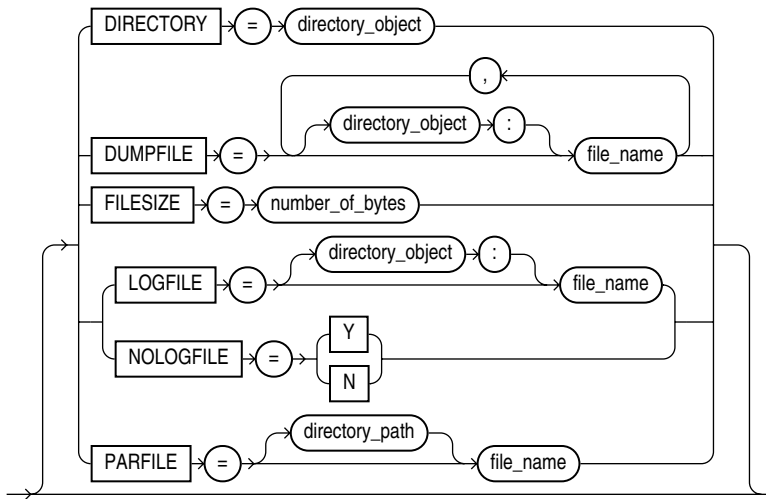 DIRECTORY = directory_object
,
directory_object :
DUMPFILE = file_name
FILESIZE = number_of_bytes
directory_object :
LOGFILE = file_name
Y
NOLOGFILE =
N
directory_path
PARFILE = file_name